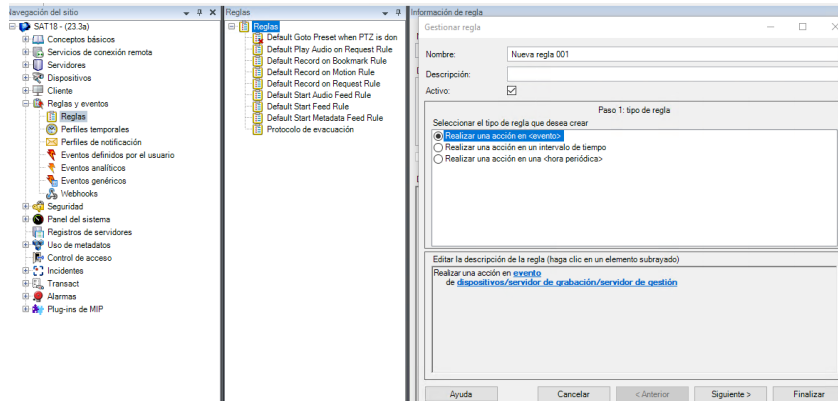 Navegación del sitio
SAT18 - (23.3a)
Conceptos básicos
Servicios de conexión remota
Servidores
Dispositivos
Cliente
Reglas y eventos
Reglas
Perfiles temporales
Perfiles de notificación
Eventos definidos por el usuario
Eventos analíticos
Eventos genéricos
Webhooks
Seguridad
Panel del sistema
Registros de servidores
Uso de metadatos
Control de acceso
Incidentes
Transact
Alarmas
Plug-ins de MIP
Reglas
Reglas
Default Goto Preset when PTZ is don
Default Play Audio on Request Rule
Default Record on Bookmark Rule
Default Record on Motion Rule
Default Record on Request Rule
Default Start Audio Feed Rule
Default Start Feed Rule
Default Start Metadata Feed Rule
Protocolo de evacuación
Información de regla
Gestionar regla
Nombre:
Nueva regla 001
Descripción:
Activo:
Paso 1: tipo de regla
Seleccionar el tipo de regla que desea crear
Realizar una acción en <evento>
Realizar una acción en un intervalo de tiempo
Realizar una acción en una <hora periódica>
Editar la descripción de la regla (haga clic en un elemento subrayado)
Realizar una acción en evento
de dispositivos/servidor de grabación/servidor de gestión
Ayuda
Cancelar
< Anterior
Siguiente >
Finalizar